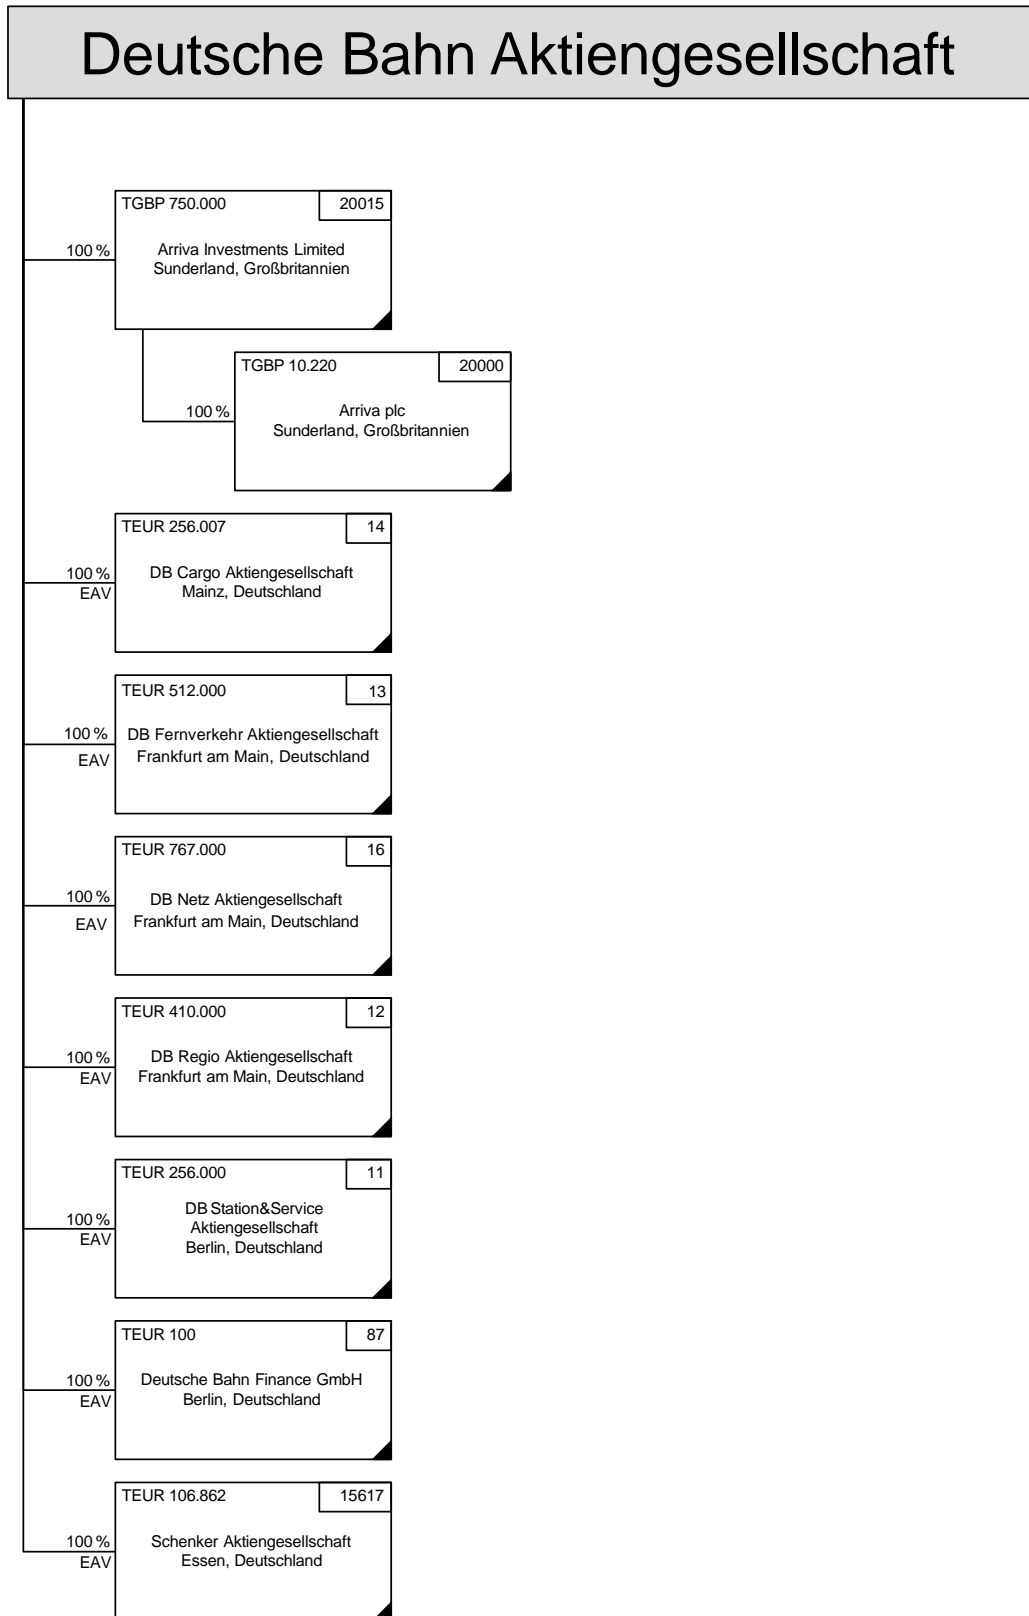 Deutsche Bahn Aktiengesellschaft
TGBP 750.000
20015
100 %
Arriva Investments Limited
Sunderland, Großbritannien
TGBP 10.220
20000
100 %
Arriva plc
Sunderland, Großbritannien
TEUR 256.007
14
100 %
EAV
DB Cargo Aktiengesellschaft
Mainz, Deutschland
TEUR 512.000
13
100 %
EAV
DB Fernverkehr Aktiengesellschaft
Frankfurt am Main, Deutschland
TEUR 767.000
16
100 %
EAV
DB Netz Aktiengesellschaft
Frankfurt am Main, Deutschland
TEUR 410.000
12
100 %
EAV
DB Regio Aktiengesellschaft
Frankfurt am Main, Deutschland
TEUR 256.000
11
100 %
EAV
DB Station&Service
Aktiengesellschaft
Berlin, Deutschland
TEUR 100
87
100 %
EAV
Deutsche Bahn Finance GmbH
Berlin, Deutschland
TEUR 106.862
15617
100 %
EAV
Schenker Aktiengesellschaft
Essen, Deutschland